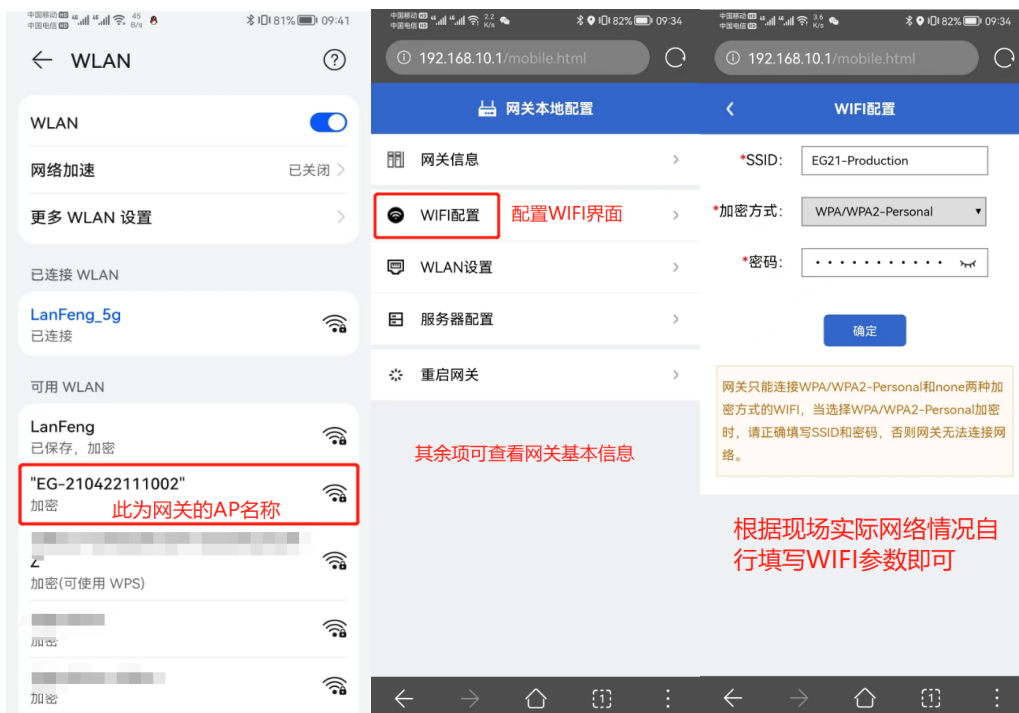 中国移动 HD
中国电信 HD
45 B/s
81% 09:41
WLAN
WLAN
网络加速
已关闭
更多 WLAN 设置
已连接 WLAN
LanFeng_5g
已连接
可用 WLAN
LanFeng
已保存，加密
"EG-210422111002"
加密
此为网关的AP名称
Z
加密(可使用 WPS)
加密
加密
中国移动 HD
中国电信 HD
2.2 K/s
82% 09:34
192.168.10.1/mobile.html
网关本地配置
网关信息
WIFI配置
配置WIFI界面
WLAN设置
服务器配置
重启网关
其余项可查看网关基本信息
1
中国移动 HD
中国电信 HD
3.6 K/s
82% 09:34
192.168.10.1/mobile.html
WIFI配置
*SSID:
EG21-Production
*加密方式:
WPA/WPA2-Personal
*密码:
确定
网关只能连接WPA/WPA2-Personal和none两种加
密方式的WIFI，当选择WPA/WPA2-Personal加密
时，请正确填写SSID和密码，否则网关无法连接网
络。
根据现场实际网络情况自
行填写WIFI参数即可
1